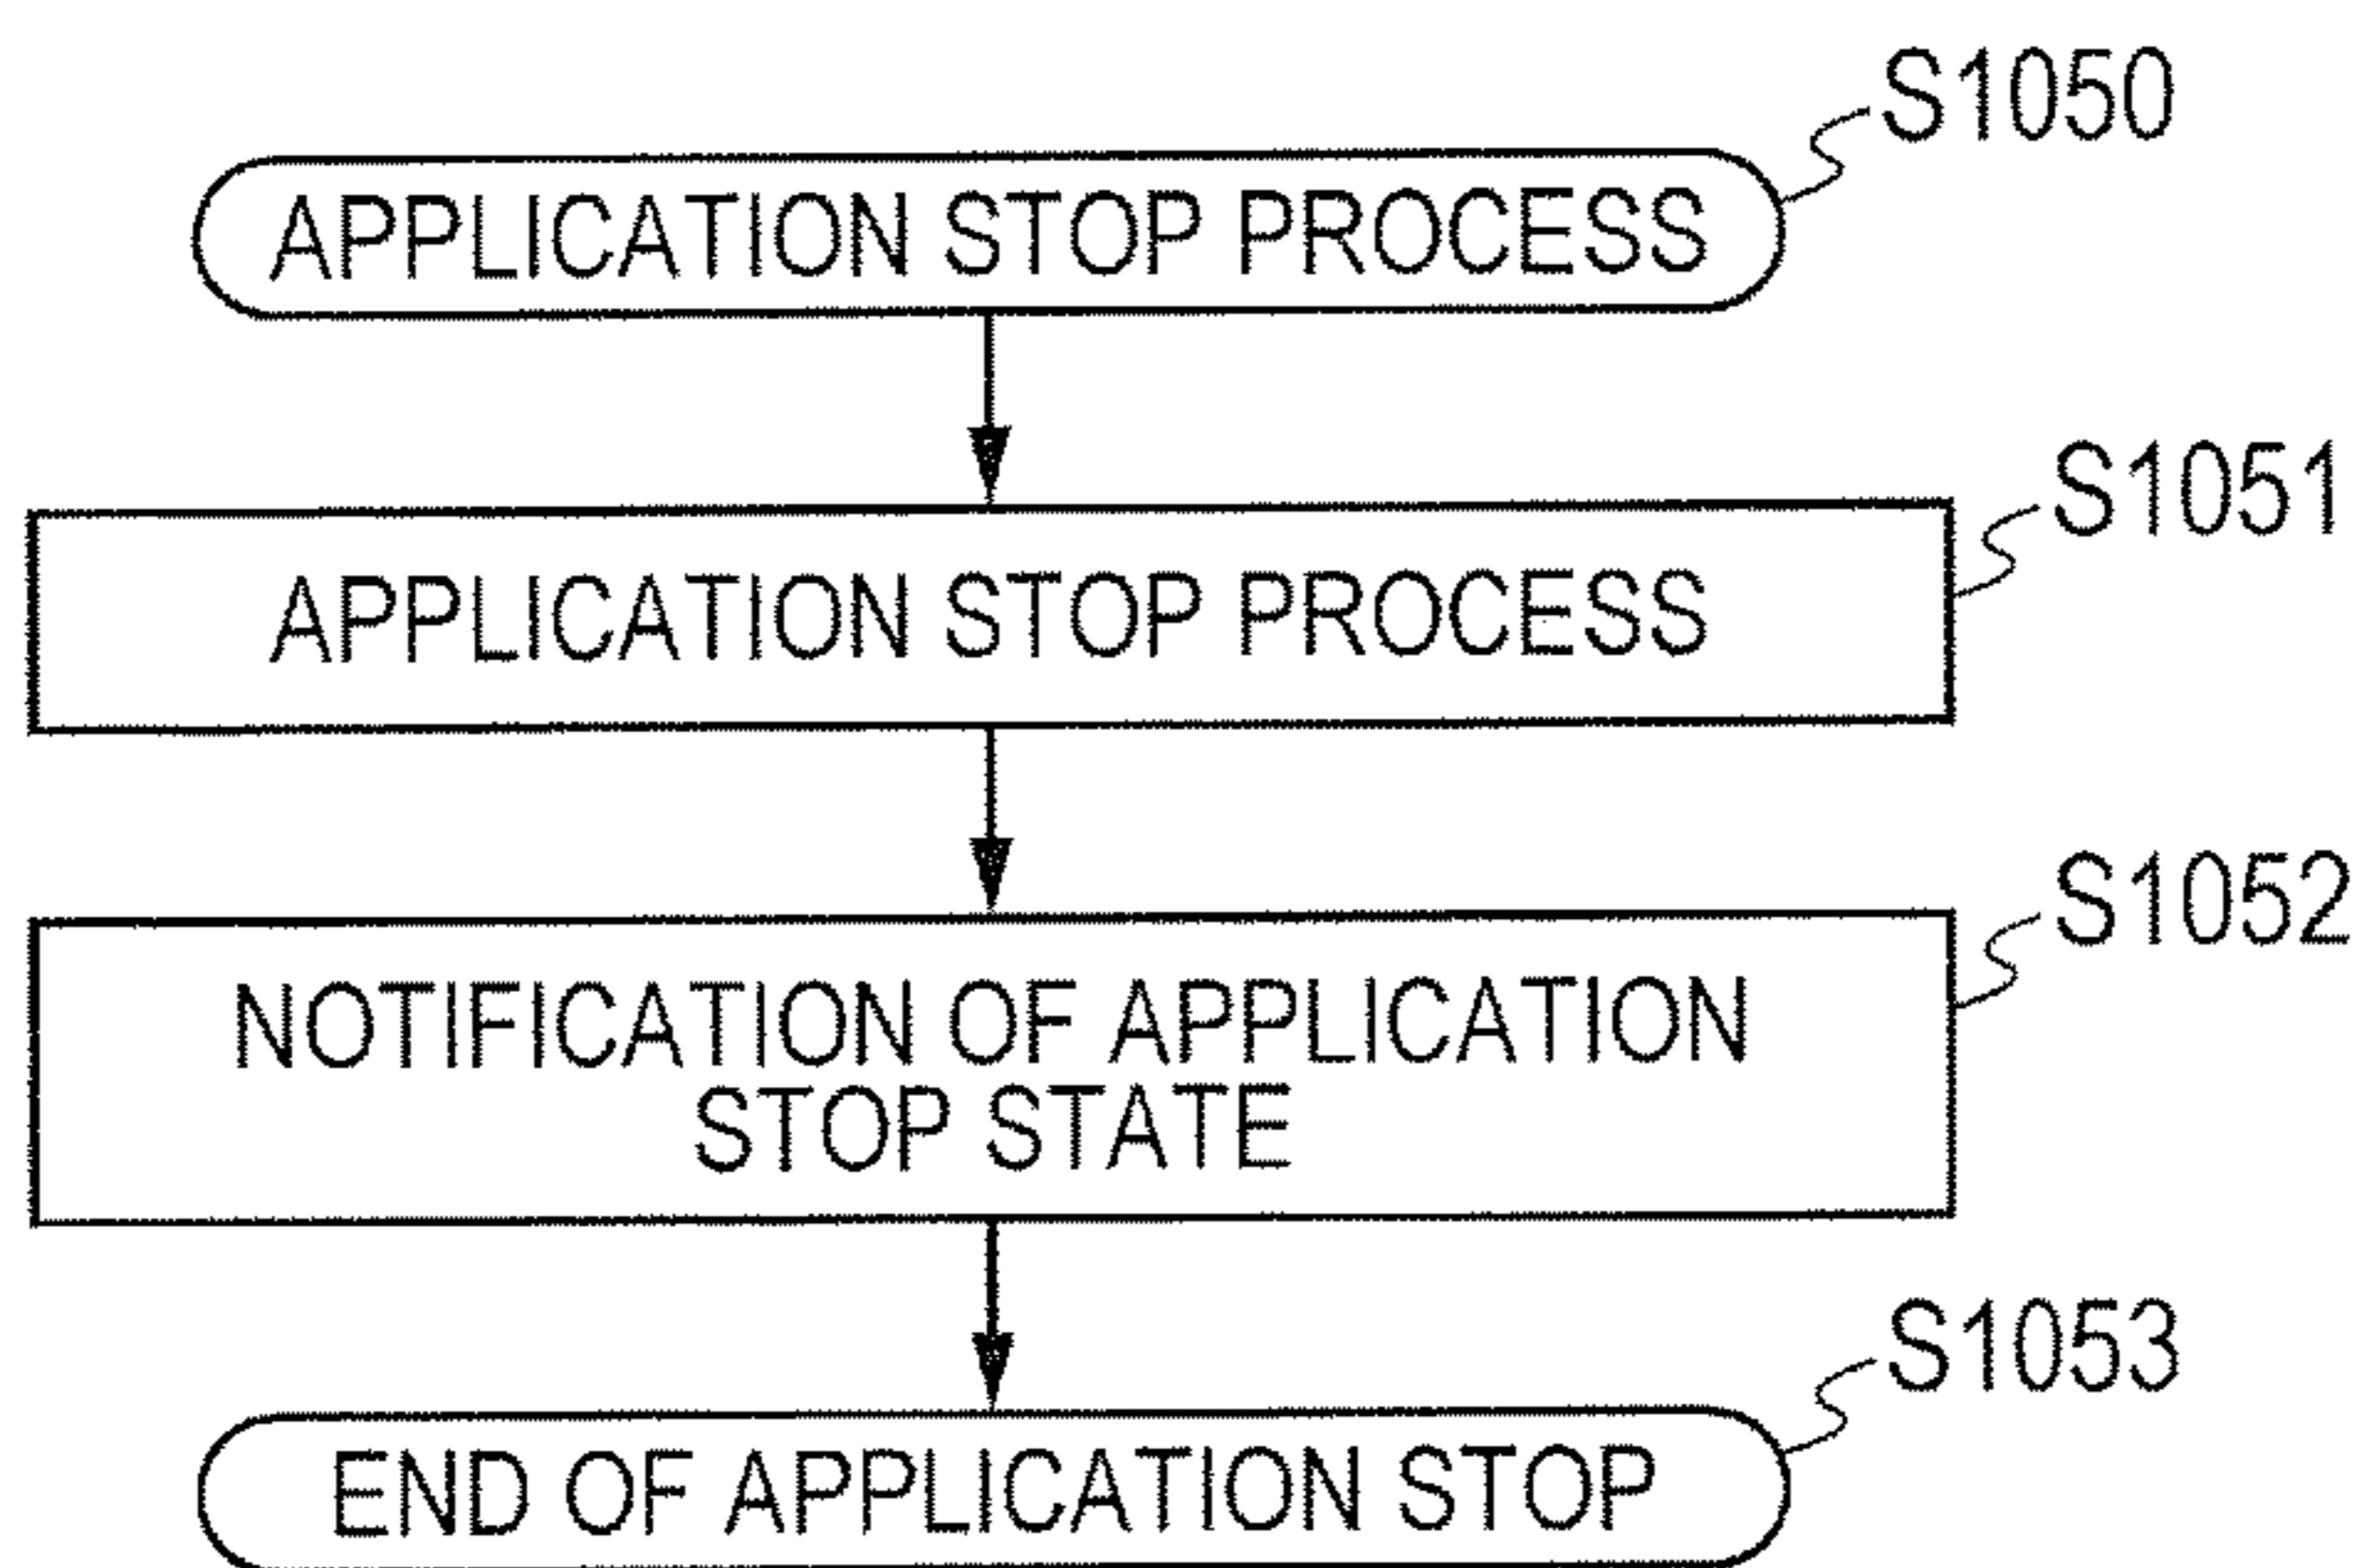 S1050
APPLICATION STOP PROCESS
S1051
APPLICATION STOP PROCESS
S1052
NOTIFICATION OF APPLICATION
STOP STATE
S1053
END OF APPLICATION STOP